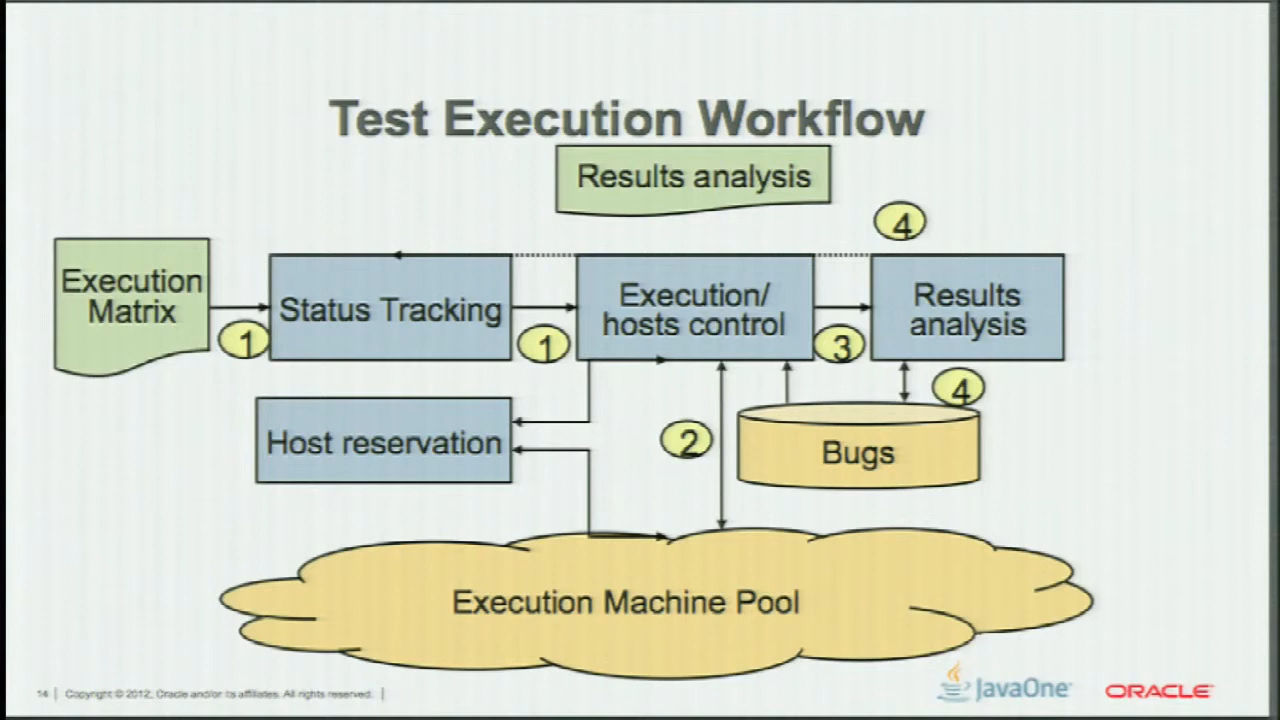 Test Execution Workflow
Results analysis
4
Execution
Matrix
1
Status Tracking
1
Execution/
hosts control
3
Results
analysis
4
Host reservation
2
Bugs
Execution Machine Pool
14 | Copyright © 2012, Oracle and/or its affiliates. All rights reserved. |
JavaOne
ORACLE